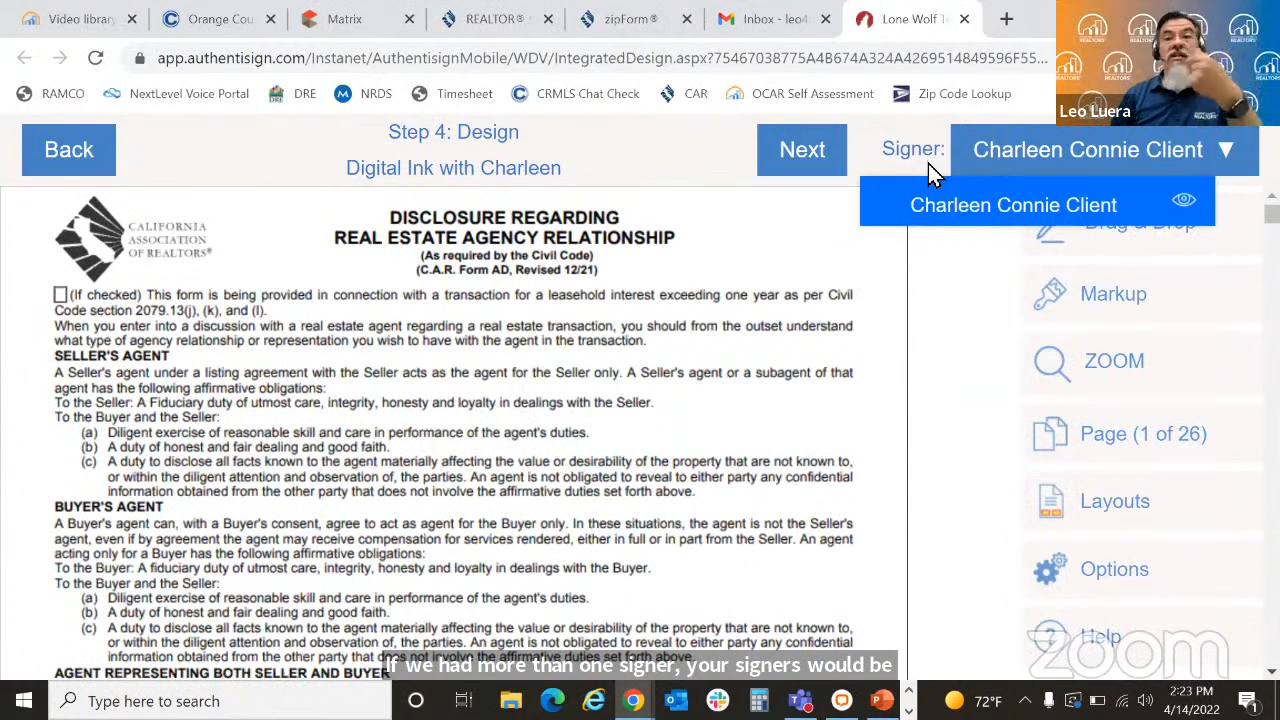 Video library
Orange Cou
Matrix
REALTOR®
zipForm®
Inbox - leo4
Lone Wolf Te
app.authentisign.com/Instance/AuthentisignMobile/WDV/IntegratedDesign.aspx?75467038775A4B674A324A4269514849596F55...
RAMCO
NextLevel Voice Portal
DRE
NRDS
Timesheet
CRMLS Chat Check
CAR
OCAR Self Assessment
Zip Code Lookup
Leo Luera
Back
Step 4: Design
Digital Ink with Charleen
Next
Signer:
Charleen Connie Client ▼
Charleen Connie Client
Drag & Drop
Markup
ZOOM
Page (1 of 26)
Layouts
Options
Help
CALIFORNIA
ASSOCIATION
OF REALTORS®
DISCLOSURE REGARDING
REAL ESTATE AGENCY RELATIONSHIP
(As required by the Civil Code)
(C.A.R. Form AD, Revised 12/21)
(If checked) This form is being provided in connection with a transaction for a leasehold interest exceeding one year as per Civil
Code section 2079.13(j), (k), and (l).
When you enter into a discussion with a real estate agent regarding a real estate transaction, you should from the outset understand
what type of agency relationship or representation you wish to have with the agent in the transaction.
SELLER'S AGENT
A Seller's agent under a listing agreement with the Seller acts as the agent for the Seller only. A Seller's agent or a subagent of that
agent has the following affirmative obligations:
To the Seller: A Fiduciary duty of utmost care, integrity, honesty and loyalty in dealings with the Seller.
To the Buyer and the Seller:
(a) Diligent exercise of reasonable skill and care in performance of the agent's duties.
(b) A duty of honest and fair dealing and good faith.
(c) A duty to disclose all facts known to the agent materially affecting the value or desirability of the property that are not known to,
or within the diligent attention and observation of, the parties. An agent is not obligated to reveal to either party any confidential
information obtained from the other party that does not involve the affirmative duties set forth above.
BUYER'S AGENT
A Buyer's agent can, with a Buyer's consent, agree to act as agent for the Buyer only. In these situations, the agent is not the Seller's
agent, even if by agreement the agent may receive compensation for services rendered, either in full or in part from the Seller. An agent
acting only for a Buyer has the following affirmative obligations:
To the Buyer: A fiduciary duty of utmost care, integrity, honesty and loyalty in dealings with the Buyer.
To the Buyer and the Seller:
(a) Diligent exercise of reasonable skill and care in performance of the agent's duties.
(b) A duty of honest and fair dealing and good faith.
(c) A duty to disclose all facts known to the agent materially affecting the value or desirability of the property that are not known to,
or within the diligent attention and observation of, the parties. An agent is not obligated to reveal to either party any confidential
information obtained from the other party that does not involve the affirmative duties set forth above.
AGENT REPRESENTING BOTH SELLER AND BUYER
If we had more than one signer, your signers would be
zoom
Type here to search
72°F
2:23 PM
4/14/2022